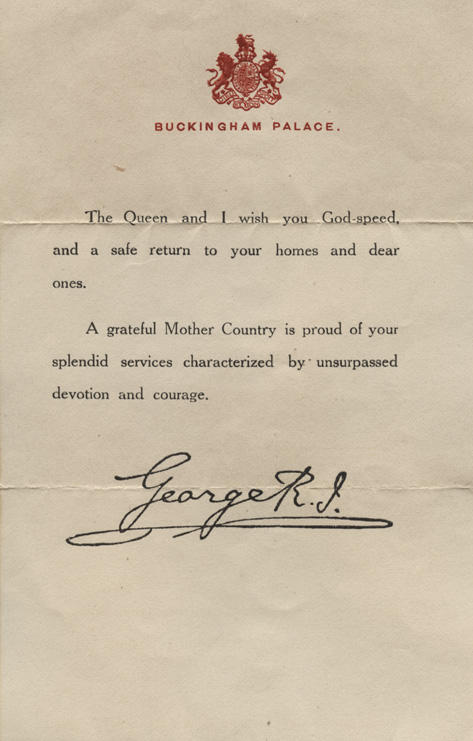 BUCKINGHAM PALACE.
The Queen and I wish you God-speed,
and a safe return to your homes and dear
ones.
A grateful Mother Country is proud of your
splendid services characterized by unsurpassed
devotion and courage.
George R.I.